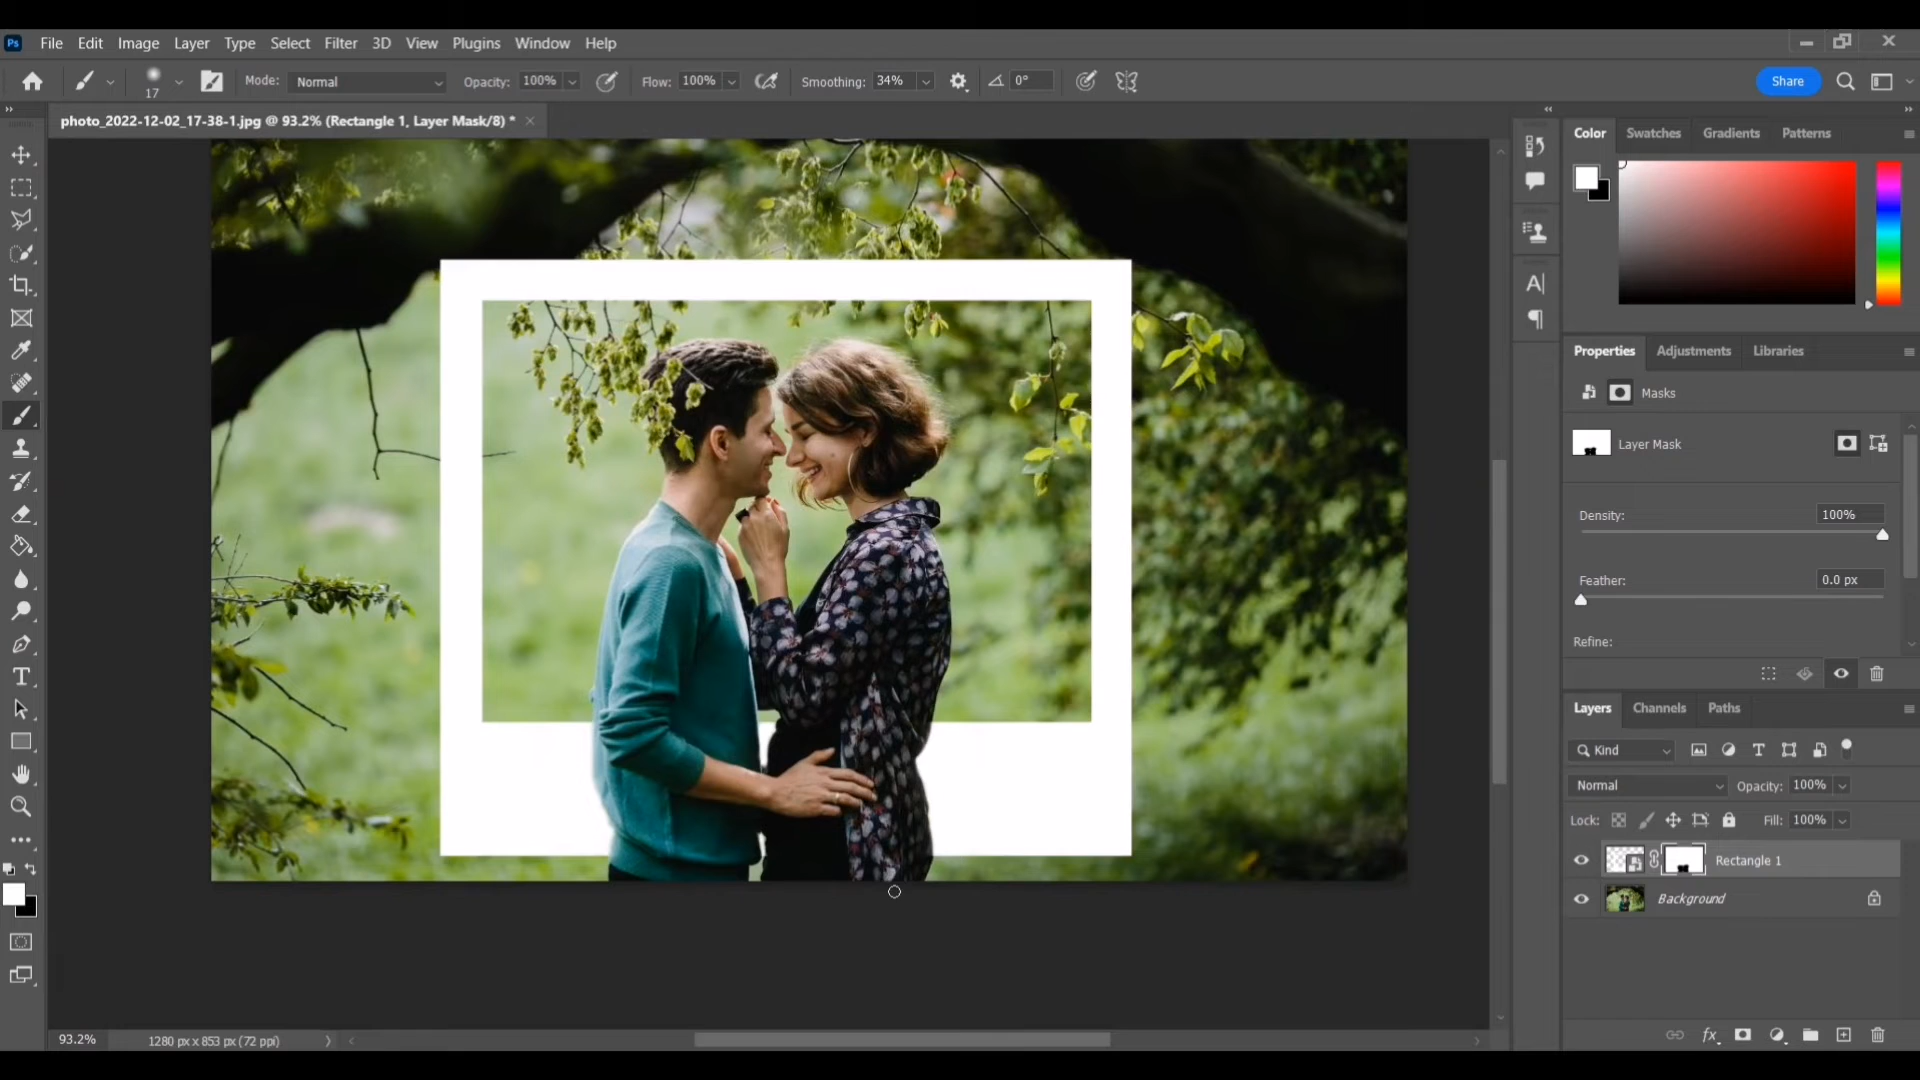 Ps File Edit Image Layer Type Select Filter 3D View Plugins Window Help
17 Mode: Normal Opacity: 100% Flow: 100% Smoothing: 34% 0° Share
photo_2022-12-02_17-38-1.jpg @ 93.2% (Rectangle 1, Layer Mask/8) *
Color Swatches Gradients Patterns
Properties Adjustments Libraries
Masks
Layer Mask
Density: 100%
Feather: 0.0 px
Refine:
Layers Channels Paths
Kind
Normal Opacity: 100%
Lock: Fill: 100%
Rectangle 1
Background
93.2% 1280 px x 853 px (72 ppi)